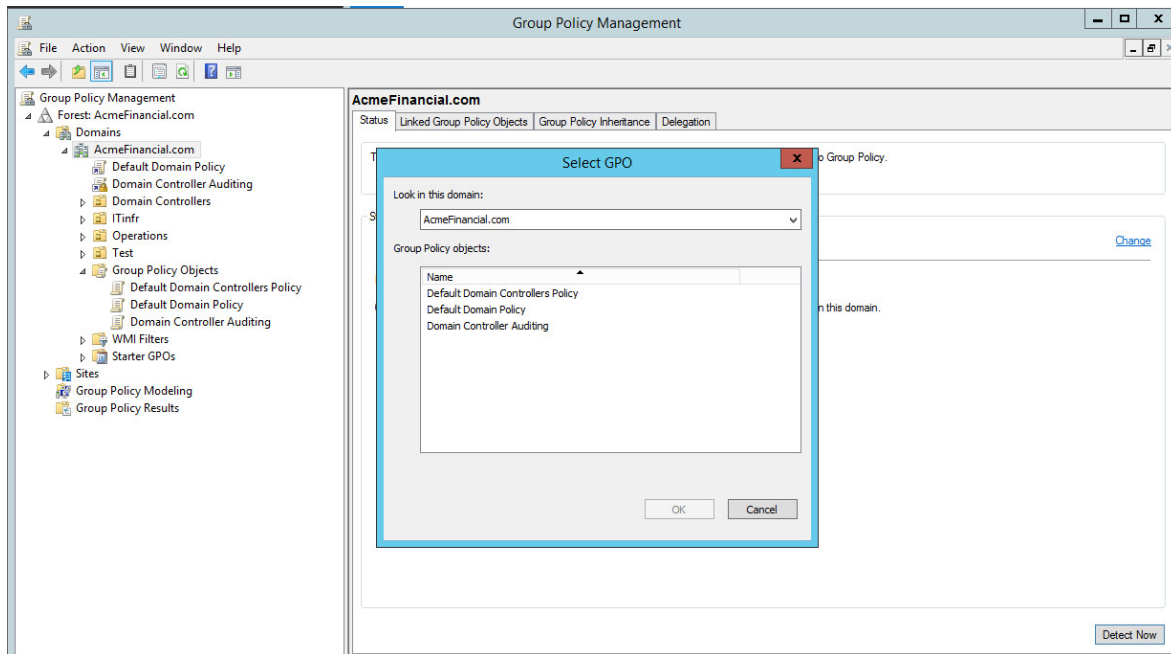 Group Policy Management
File Action View Window Help
Group Policy Management
Forest: AcmeFinancial.com
Domains
AcmeFinancial.com
Default Domain Policy
Domain Controller Auditing
Domain Controllers
ITinfr
Operations
Test
Group Policy Objects
Default Domain Controllers Policy
Default Domain Policy
Domain Controller Auditing
WMI Filters
Starter GPOs
Sites
Group Policy Modeling
Group Policy Results
AcmeFinancial.com
Status Linked Group Policy Objects Group Policy Inheritance Delegation
Group Policy.
Change
this domain.
Select GPO
Look in this domain:
AcmeFinancial.com
Group Policy objects:
Name
Default Domain Controllers Policy
Default Domain Policy
Domain Controller Auditing
OK Cancel
Detect Now